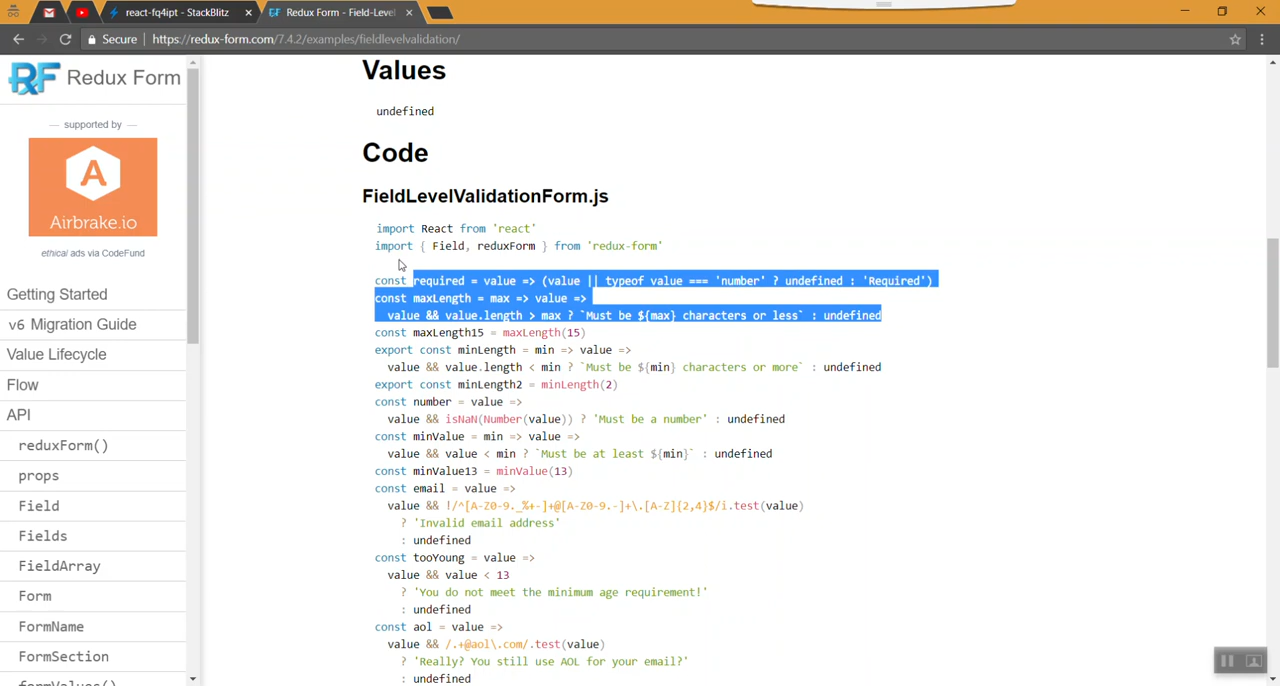 react-fq4ipt - StackBlitz
Redux Form - Field-Level
Secure
https://redux-form.com/7.4.2/examples/fieldlevelvalidation/
RF Redux Form
supported by
A
Airbrake.io
ethical ads via CodeFund
Getting Started
v6 Migration Guide
Value Lifecycle
Flow
API
reduxForm()
props
Field
Fields
FieldArray
Form
FormName
FormSection
formValues()
Values
undefined
Code
FieldLevelValidationForm.js
import React from 'react'
import { Field, reduxForm } from 'redux-form'
const required = value => (value || typeof value === 'number' ? undefined : 'Required')
const maxLength = max => value =>
value && value.length > max ? `Must be ${max} characters or less` : undefined
const maxLength15 = maxLength(15)
export const minLength = min => value =>
value && value.length < min ? `Must be ${min} characters or more` : undefined
export const minLength2 = minLength(2)
const number = value =>
value && isNaN(Number(value)) ? 'Must be a number' : undefined
const minValue = min => value =>
value && value < min ? `Must be at least ${min}` : undefined
const minValue13 = minValue(13)
const email = value =>
value && !/^[A-Z0-9._%+-]+@[A-Z0-9.-]+\.[A-Z]{2,4}$/i.test(value)
? 'Invalid email address'
: undefined
const tooYoung = value =>
value && value < 13
? 'You do not meet the minimum age requirement!'
: undefined
const aol = value =>
value && /.+@aol\.com/.test(value)
? 'Really? You still use AOL for your email?'
: undefined